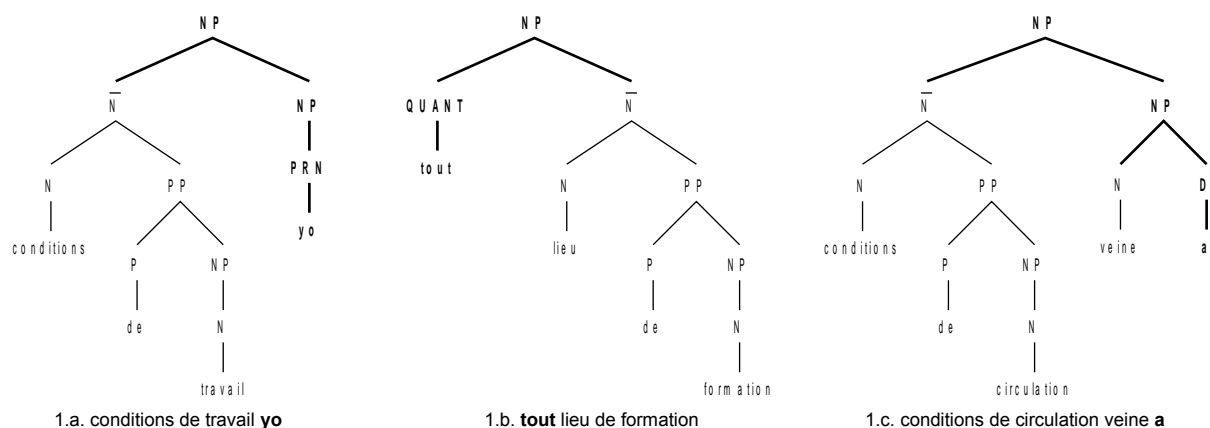 NP NP NP
N̄ NP QUANT N̄ N̄ NP
PRN tout
N PP N PP N PP N D
yo
conditions lieu conditions veine a
P NP P NP P NP
de N de N de N
travail formation circulation
1.a. conditions de travail yo 1.b. tout lieu de formation 1.c. conditions de circulation veine a